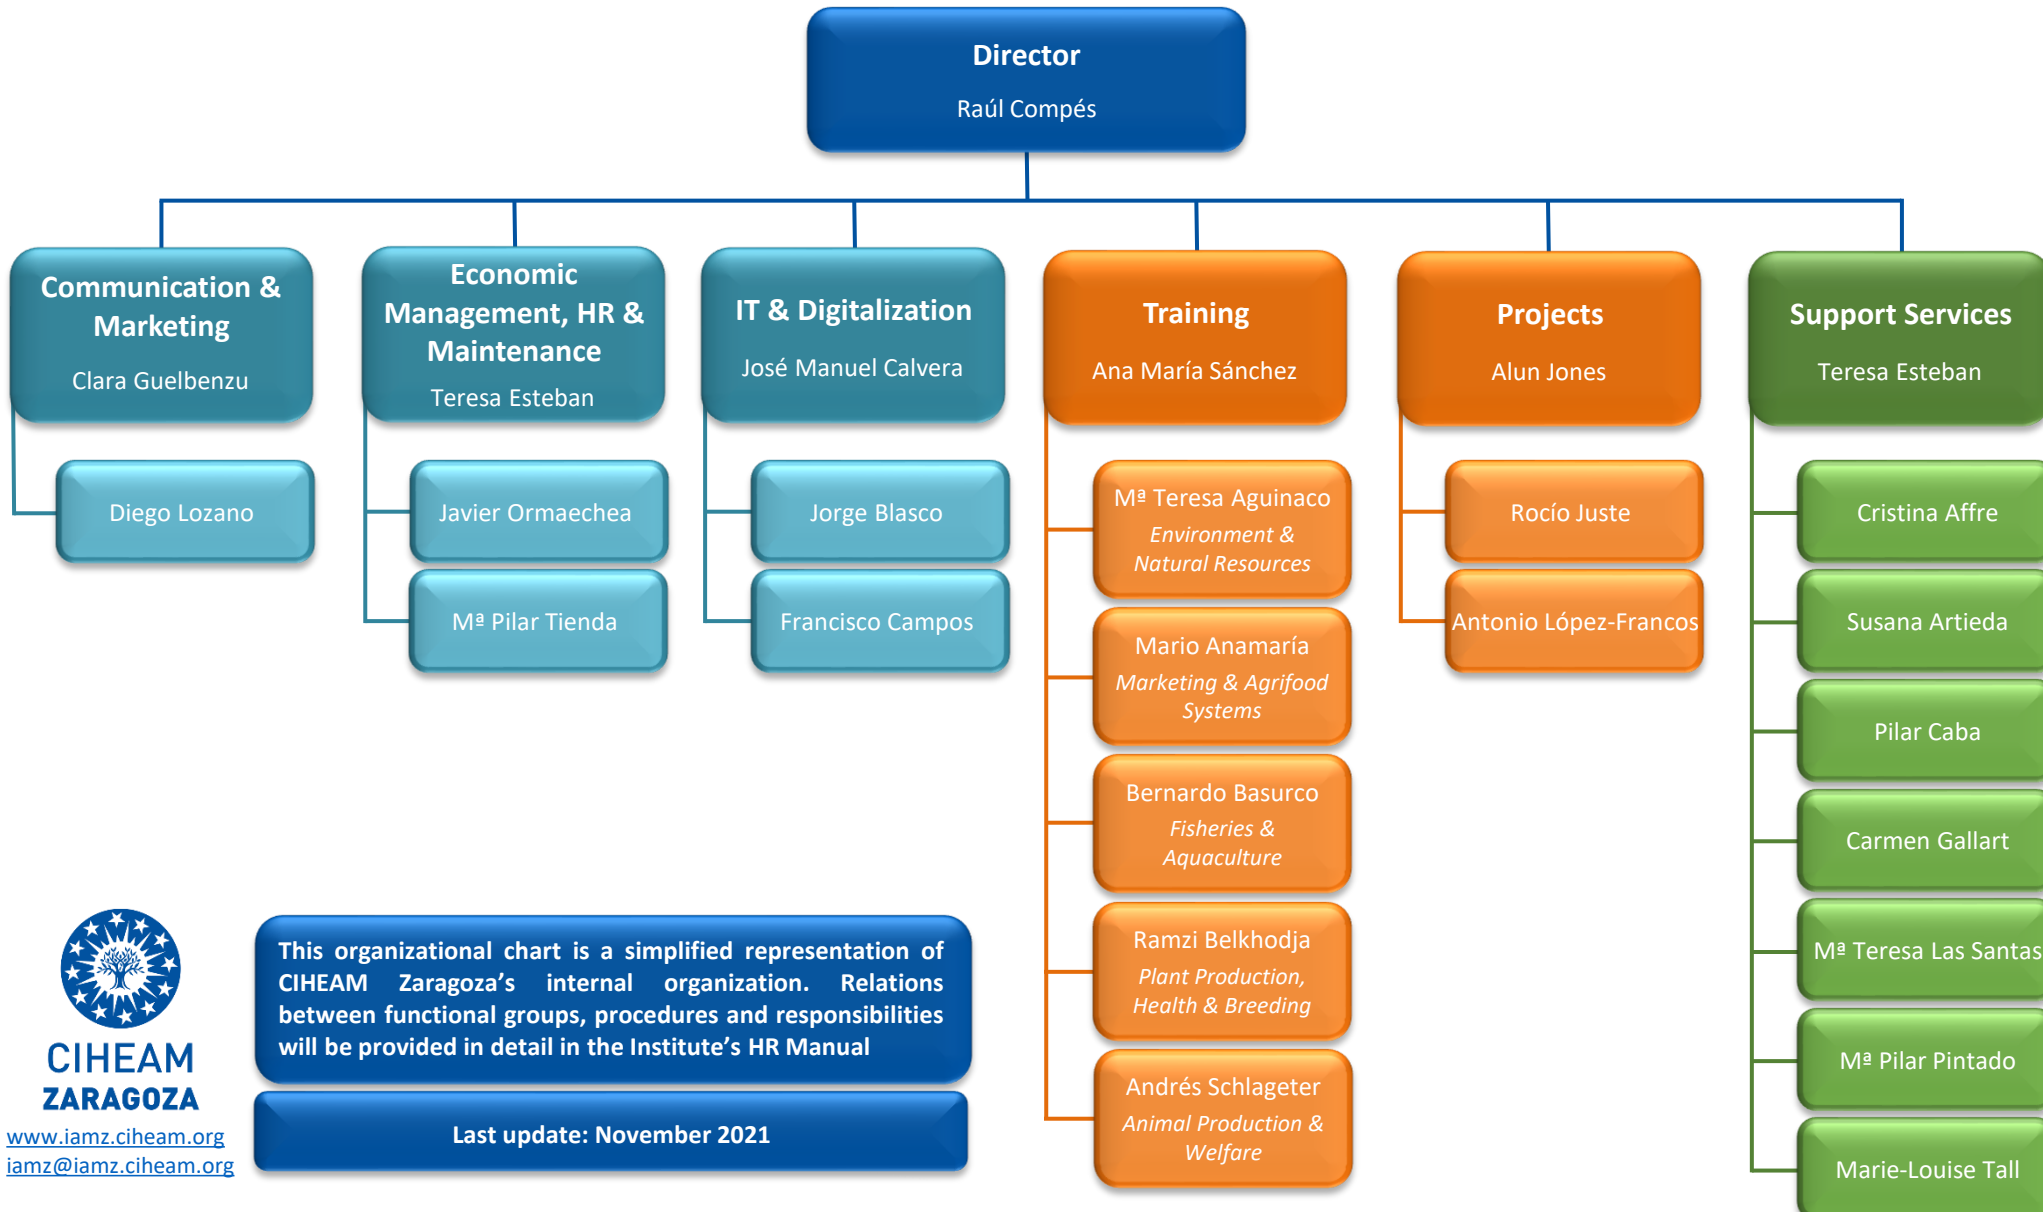 Director
Raúl Compés
Communication &
Marketing
Clara Guelbenzu
Diego Lozano
Economic
Management, HR &
Maintenance
Teresa Esteban
Javier Ormaechea
Mª Pilar Tienda
IT & Digitalization
José Manuel Calvera
Jorge Blasco
Francisco Campos
Training
Ana María Sánchez
Mª Teresa Aguinaco
Environment &
Natural Resources
Mario Anamaría
Marketing & Agrifood
Systems
Bernardo Basurco
Fisheries &
Aquaculture
Ramzi Belkhodja
Plant Production,
Health & Breeding
Andrés Schlageter
Animal Production &
Welfare
Projects
Alun Jones
Rocío Juste
Antonio López-Francos
Support Services
Teresa Esteban
Cristina Affre
Susana Artieda
Pilar Caba
Carmen Gallart
Mª Teresa Las Santas
Mª Pilar Pintado
Marie-Louise Tall
CIHEAM
ZARAGOZA
www.iamz.ciheam.org
iamz@iamz.ciheam.org
This organizational chart is a simplified representation of
CIHEAM Zaragoza’s internal organization. Relations
between functional groups, procedures and responsibilities
will be provided in detail in the Institute’s HR Manual
Last update: November 2021